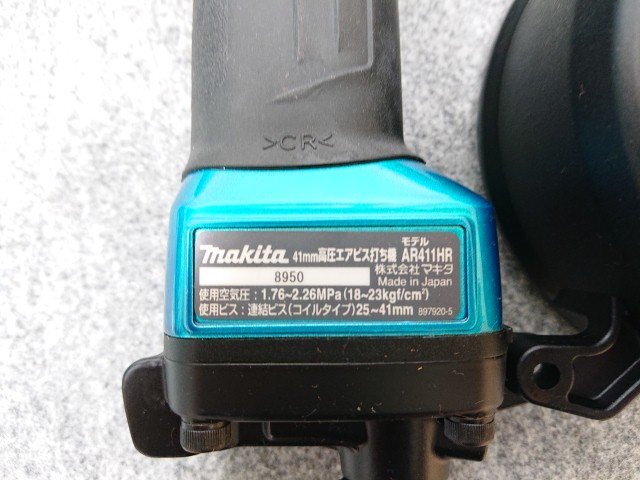 >CR<
makita 41mm高圧エアビス打ち機 モデル AR411HR
8950 株式会社 マキタ
Made in Japan
使用空気圧：1.76~2.26MPa(18~23kgf/cm²)
使用ビス：連結ビス(コイルタイプ)25~41mm 897920-5